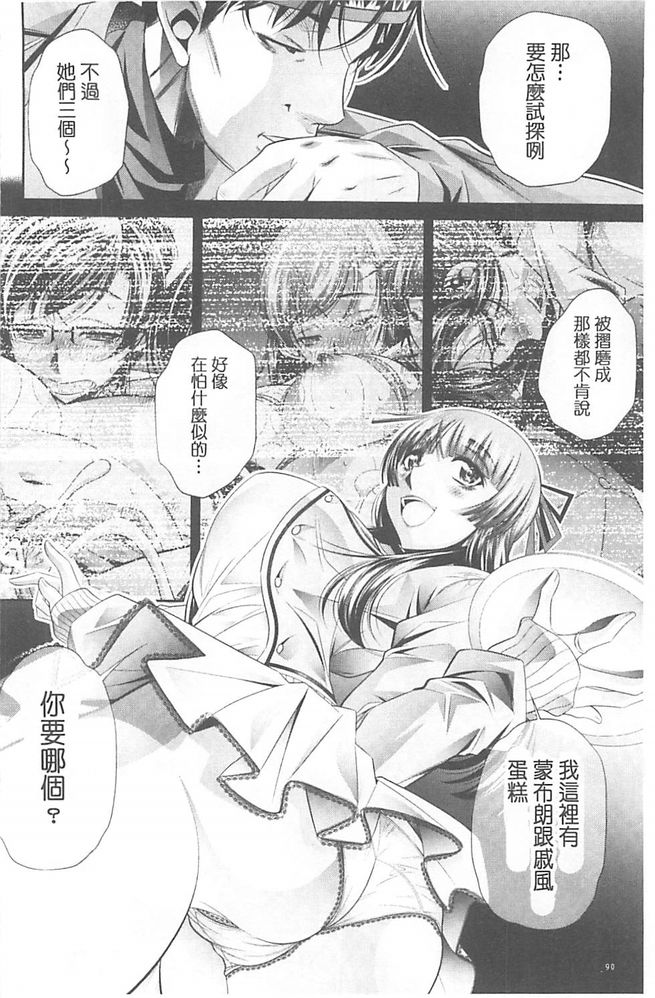 那…
要怎麼試探咧
不過
她們三個～～
被摺磨成
那樣都不肯說
好像
在怕什麼似的…
我這裡有
蒙布朗跟戚風
蛋糕
你要哪個？
90